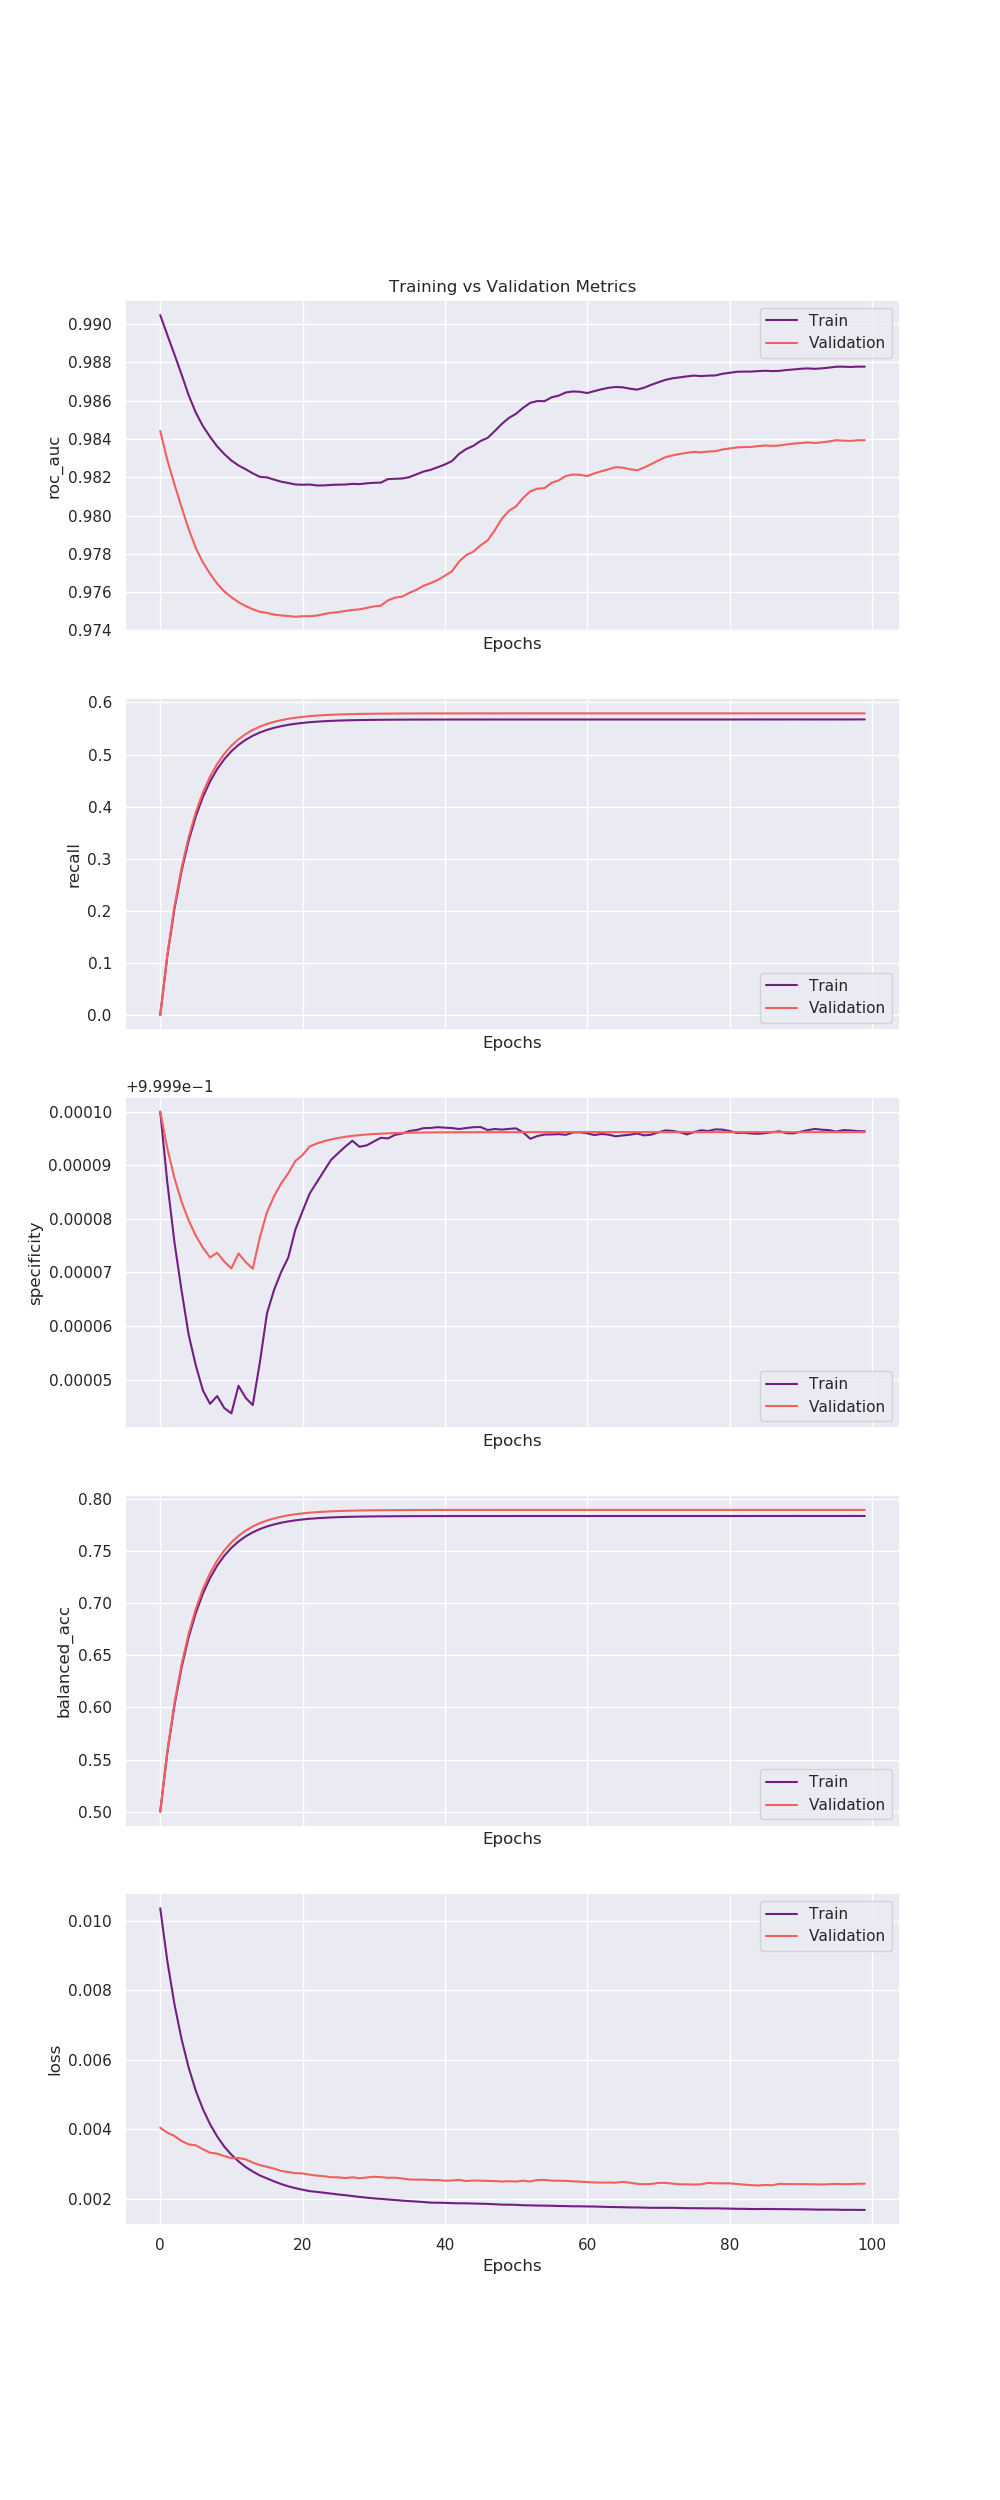 Training vs Validation Metrics
0.990
0.988
0.986
0.984
0.982
0.980
0.978
0.976
0.974
roc_auc
Train
Validation
Epochs
0.6
0.5
0.4
0.3
0.2
0.1
0.0
recall
Train
Validation
Epochs
+9.999e−1
0.00010
0.00009
0.00008
0.00007
0.00006
0.00005
specificity
Train
Validation
Epochs
0.80
0.75
0.70
0.65
0.60
0.55
0.50
balanced_acc
Train
Validation
Epochs
0.010
0.008
0.006
0.004
0.002
loss
Train
Validation
0 20 40 60 80 100
Epochs